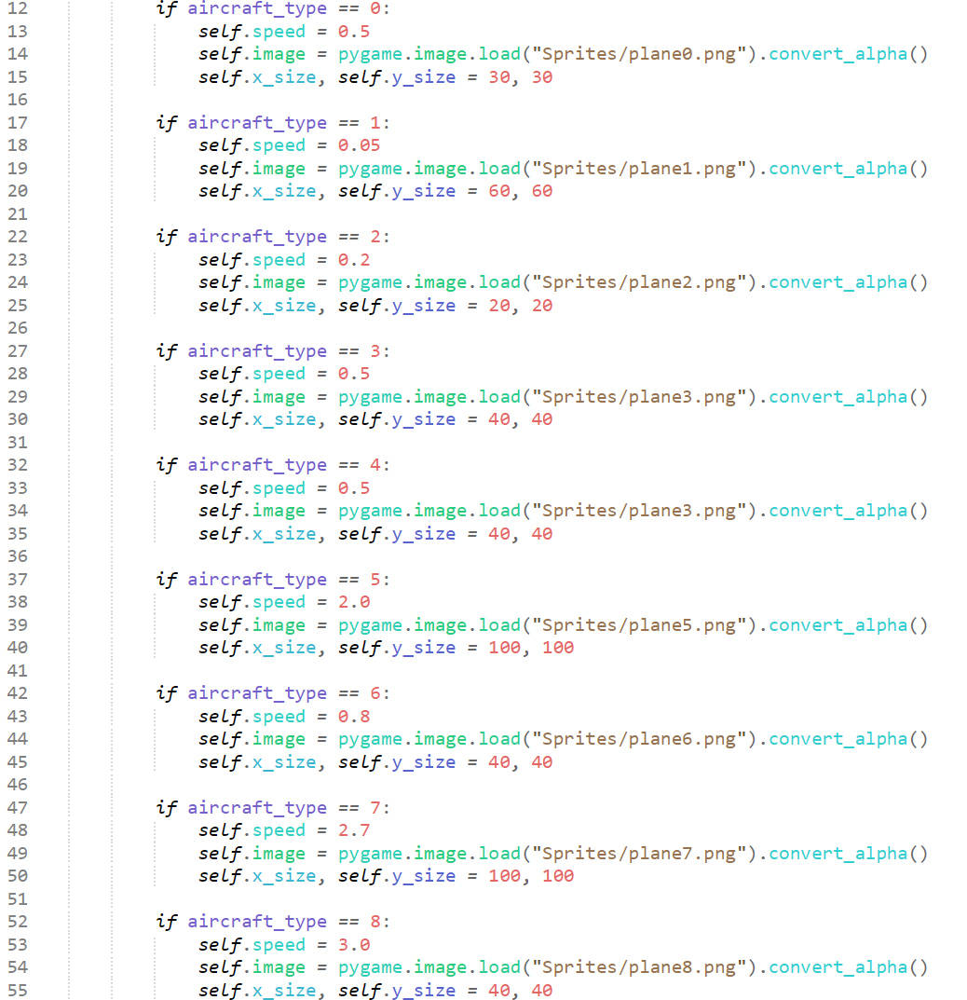 12 if aircraft_type == 0:
13 self.speed = 0.5
14 self.image = pygame.image.load("Sprites/plane0.png").convert_alpha()
15 self.x_size, self.y_size = 30, 30
16
17 if aircraft_type == 1:
18 self.speed = 0.05
19 self.image = pygame.image.load("Sprites/plane1.png").convert_alpha()
20 self.x_size, self.y_size = 60, 60
21
22 if aircraft_type == 2:
23 self.speed = 0.2
24 self.image = pygame.image.load("Sprites/plane2.png").convert_alpha()
25 self.x_size, self.y_size = 20, 20
26
27 if aircraft_type == 3:
28 self.speed = 0.5
29 self.image = pygame.image.load("Sprites/plane3.png").convert_alpha()
30 self.x_size, self.y_size = 40, 40
31
32 if aircraft_type == 4:
33 self.speed = 0.5
34 self.image = pygame.image.load("Sprites/plane3.png").convert_alpha()
35 self.x_size, self.y_size = 40, 40
36
37 if aircraft_type == 5:
38 self.speed = 2.0
39 self.image = pygame.image.load("Sprites/plane5.png").convert_alpha()
40 self.x_size, self.y_size = 100, 100
41
42 if aircraft_type == 6:
43 self.speed = 0.8
44 self.image = pygame.image.load("Sprites/plane6.png").convert_alpha()
45 self.x_size, self.y_size = 40, 40
46
47 if aircraft_type == 7:
48 self.speed = 2.7
49 self.image = pygame.image.load("Sprites/plane7.png").convert_alpha()
50 self.x_size, self.y_size = 100, 100
51
52 if aircraft_type == 8:
53 self.speed = 3.0
54 self.image = pygame.image.load("Sprites/plane8.png").convert_alpha()
55 self.x_size, self.y_size = 40, 40